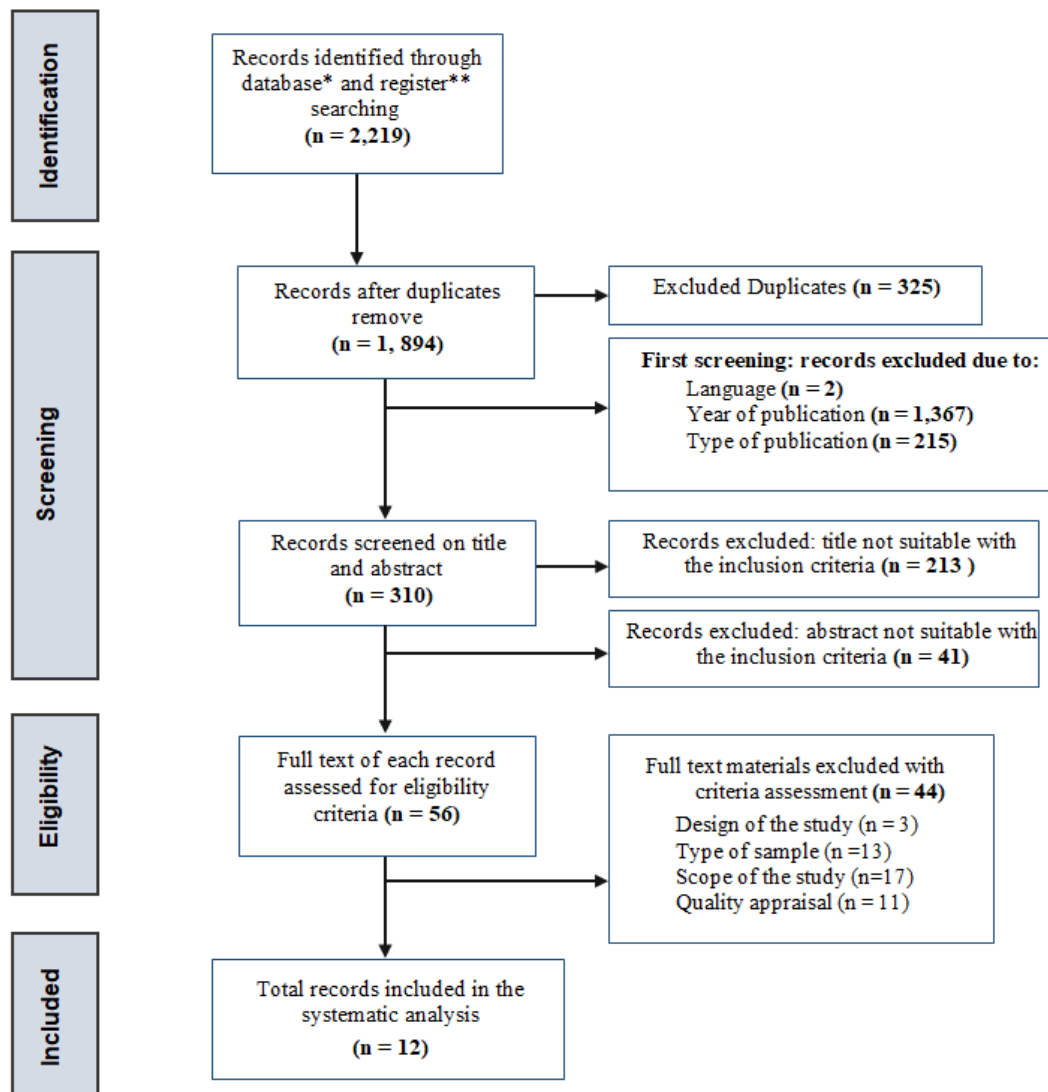 Identification
Records identified through
database* and register**
searching
(n = 2,219)
Screening
Records after duplicates
remove
(n = 1, 894)
Excluded Duplicates (n = 325)
First screening: records excluded due to:
Language (n = 2)
Year of publication (n = 1,367)
Type of publication (n = 215)
Records screened on title
and abstract
(n = 310)
Records excluded: title not suitable with
the inclusion criteria (n = 213 )
Records excluded: abstract not suitable with
the inclusion criteria (n = 41)
Eligibility
Full text of each record
assessed for eligibility
criteria (n = 56)
Full text materials excluded with
criteria assessment (n = 44)
Design of the study (n = 3)
Type of sample (n =13)
Scope of the study (n=17)
Quality appraisal (n = 11)
Included
Total records included in the
systematic analysis
(n = 12)